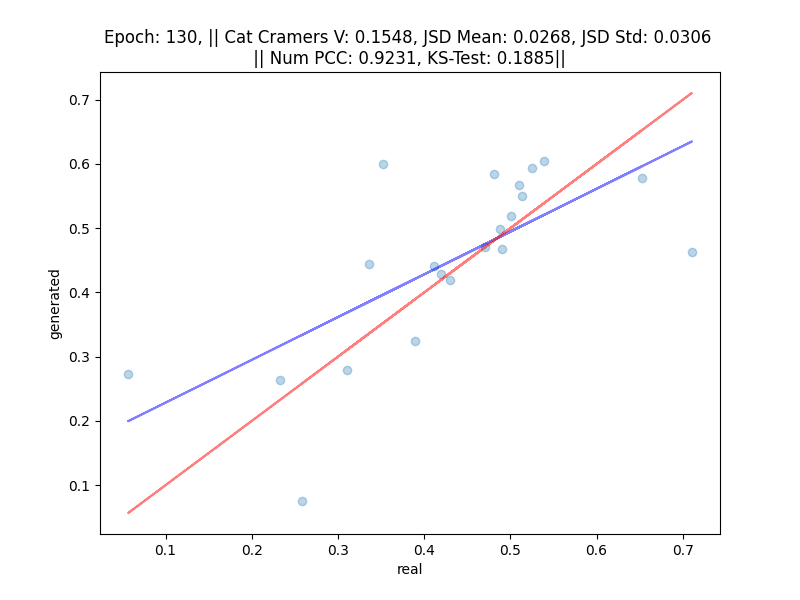 Epoch: 130, || Cat Cramers V: 0.1548, JSD Mean: 0.0268, JSD Std: 0.0306
|| Num PCC: 0.9231, KS-Test: 0.1885||
0.7
0.6
0.5
0.4
0.3
0.2
0.1
generated
0.1 0.2 0.3 0.4 0.5 0.6 0.7
real